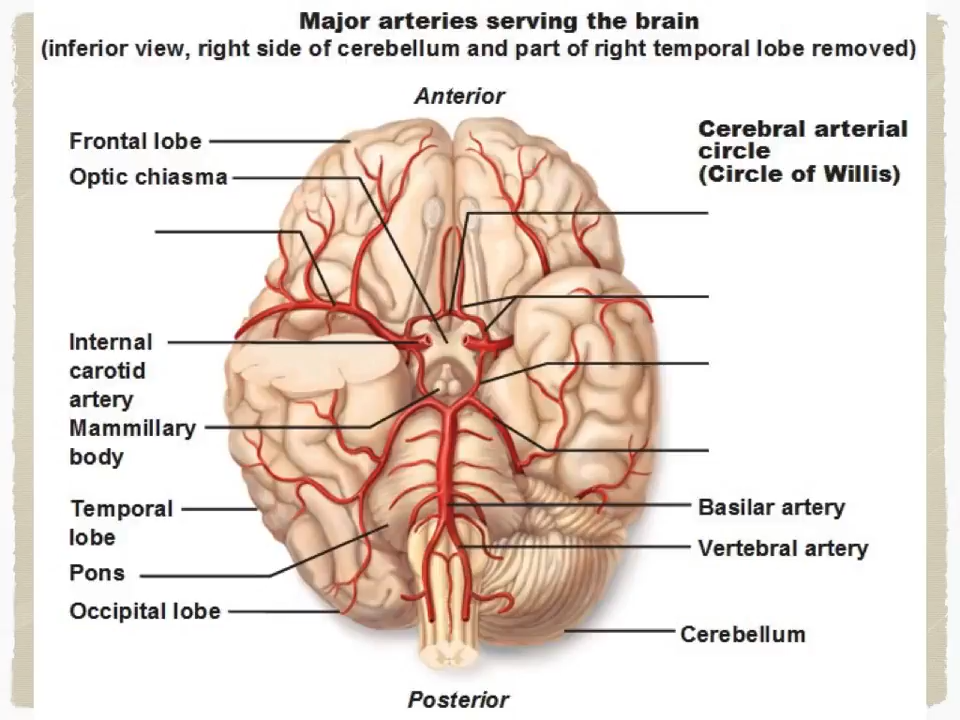 Major arteries serving the brain
(inferior view, right side of cerebellum and part of right temporal lobe removed)
Anterior
Frontal lobe
Optic chiasma
Cerebral arterial
circle
(Circle of Willis)
Internal
carotid
artery
Mammillary
body
Temporal
lobe
Pons
Occipital lobe
Basilar artery
Vertebral artery
Cerebellum
Posterior